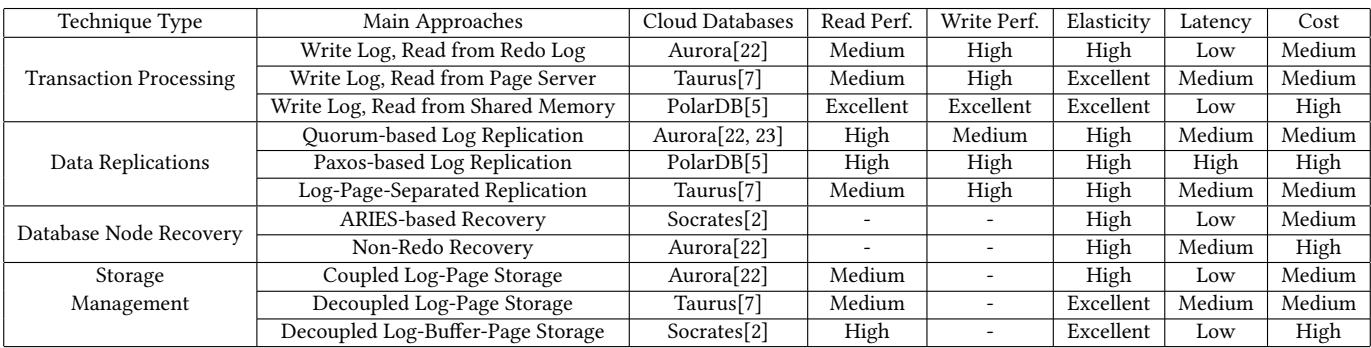 Technique Type Main Approaches Cloud Databases Read Perf. Write Perf. Elasticity Latency Cost
Transaction Processing Write Log, Read from Redo Log Aurora[22] Medium High High Low Medium
Write Log, Read from Page Server Taurus[7] Medium High Excellent Medium Medium
Write Log, Read from Shared Memory PolarDB[5] Excellent Excellent Excellent Low High
Data Replications Quorum-based Log Replication Aurora[22, 23] High Medium High Medium Medium
Paxos-based Log Replication PolarDB[5] High High High High High
Log-Page-Separated Replication Taurus[7] Medium High High Medium Medium
Database Node Recovery ARIES-based Recovery Socrates[2] - - High Low Medium
Non-Redo Recovery Aurora[22] - - High Medium High
Storage Coupled Log-Page Storage Aurora[22] Medium - High Low Medium
Management Decoupled Log-Page Storage Taurus[7] Medium - Excellent Medium Medium
Decoupled Log-Buffer-Page Storage Socrates[2] High - Excellent Low High